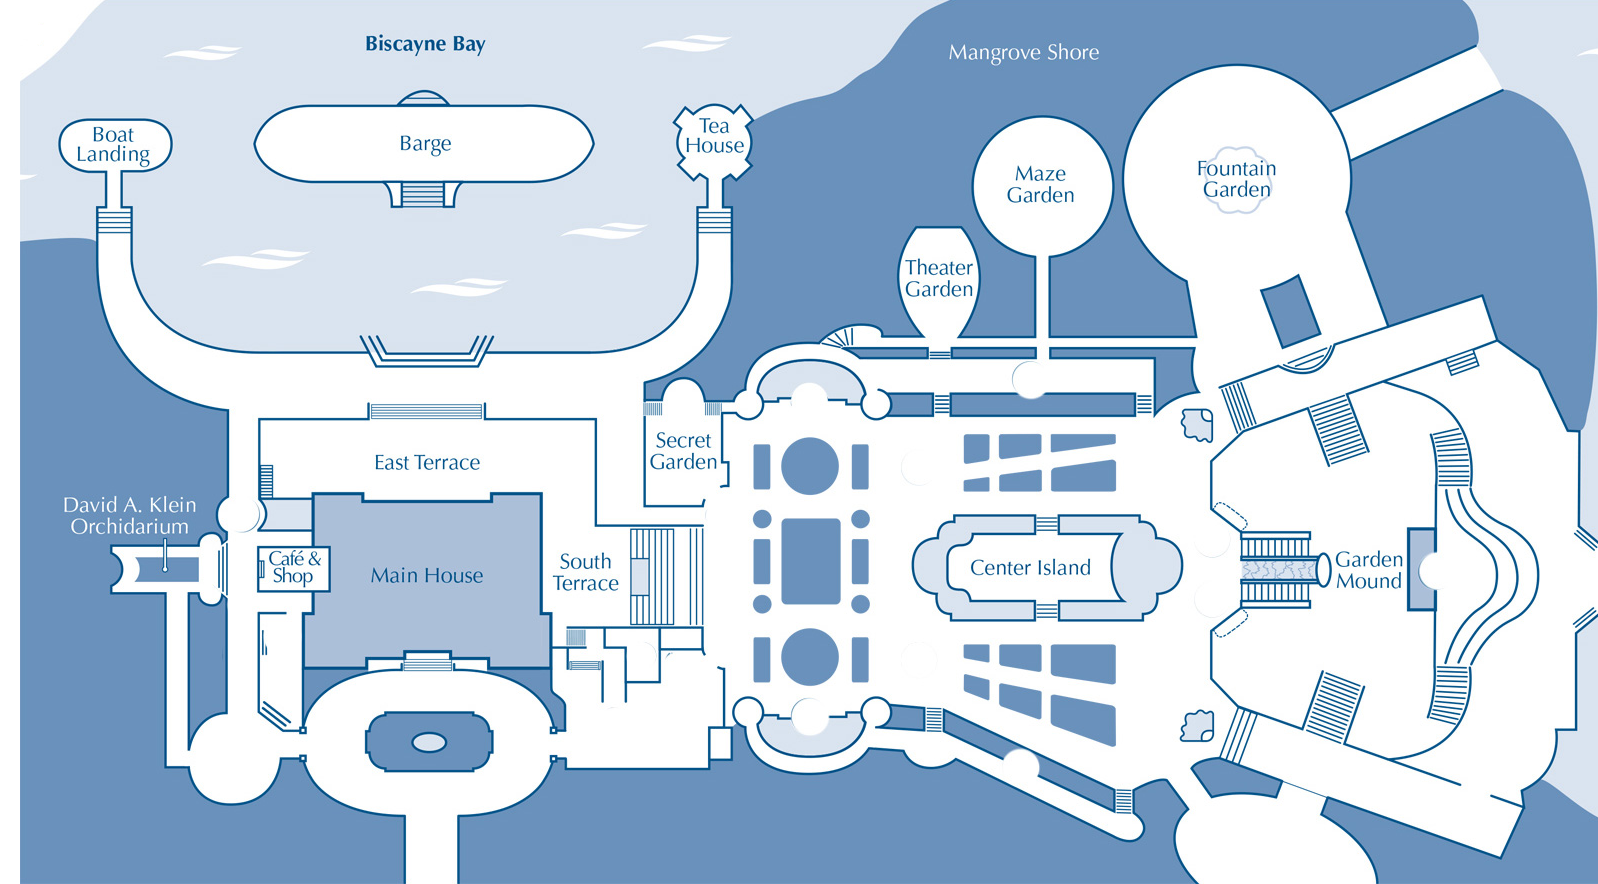 Biscayne Bay
Mangrove Shore
Boat
Landing
Barge
Tea
House
Maze
Garden
Fountain
Garden
Theater
Garden
Secret
Garden
East Terrace
David A. Klein
Orchidarium
Café &
Shop
Main House
South
Terrace
Center Island
Garden
Mound